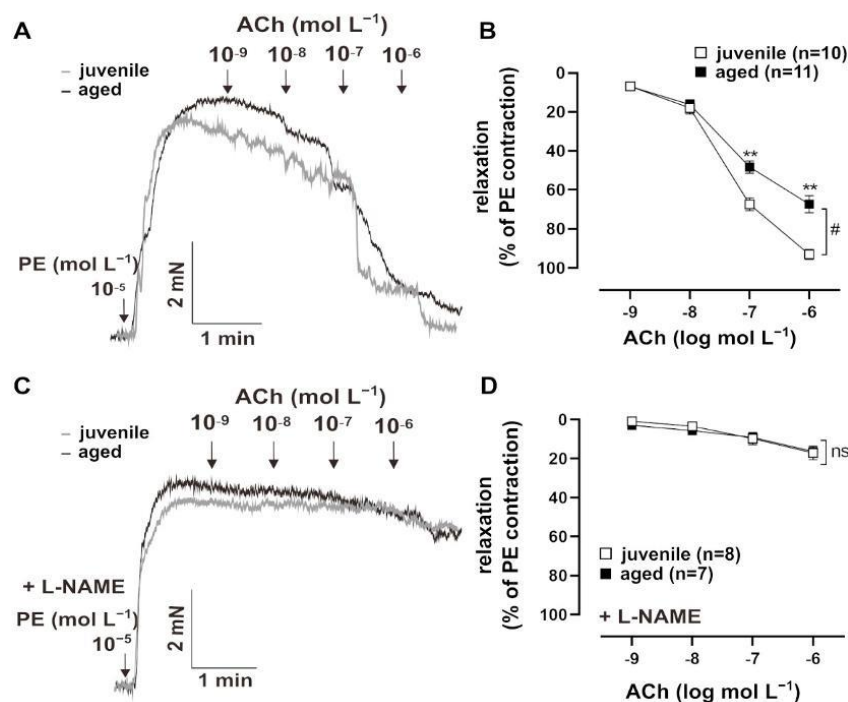 A
ACh (mol L⁻¹)
10⁻⁹ 10⁻⁸ 10⁻⁷ 10⁻⁶
– juvenile
– aged
PE (mol L⁻¹)
10⁻⁵
2 mN
1 min
B
juvenile (n=10)
aged (n=11)
relaxation
(% of PE contraction)
0
20
40
60
80
100
**
**
#
-9 -8 -7 -6
ACh (log mol L⁻¹)
C
ACh (mol L⁻¹)
10⁻⁹ 10⁻⁸ 10⁻⁷ 10⁻⁶
– juvenile
– aged
+ L-NAME
PE (mol L⁻¹)
10⁻⁵
2 mN
1 min
D
relaxation
(% of PE contraction)
0
20
40
60
80
100
ns
juvenile (n=8)
aged (n=7)
+ L-NAME
-9 -8 -7 -6
ACh (log mol L⁻¹)